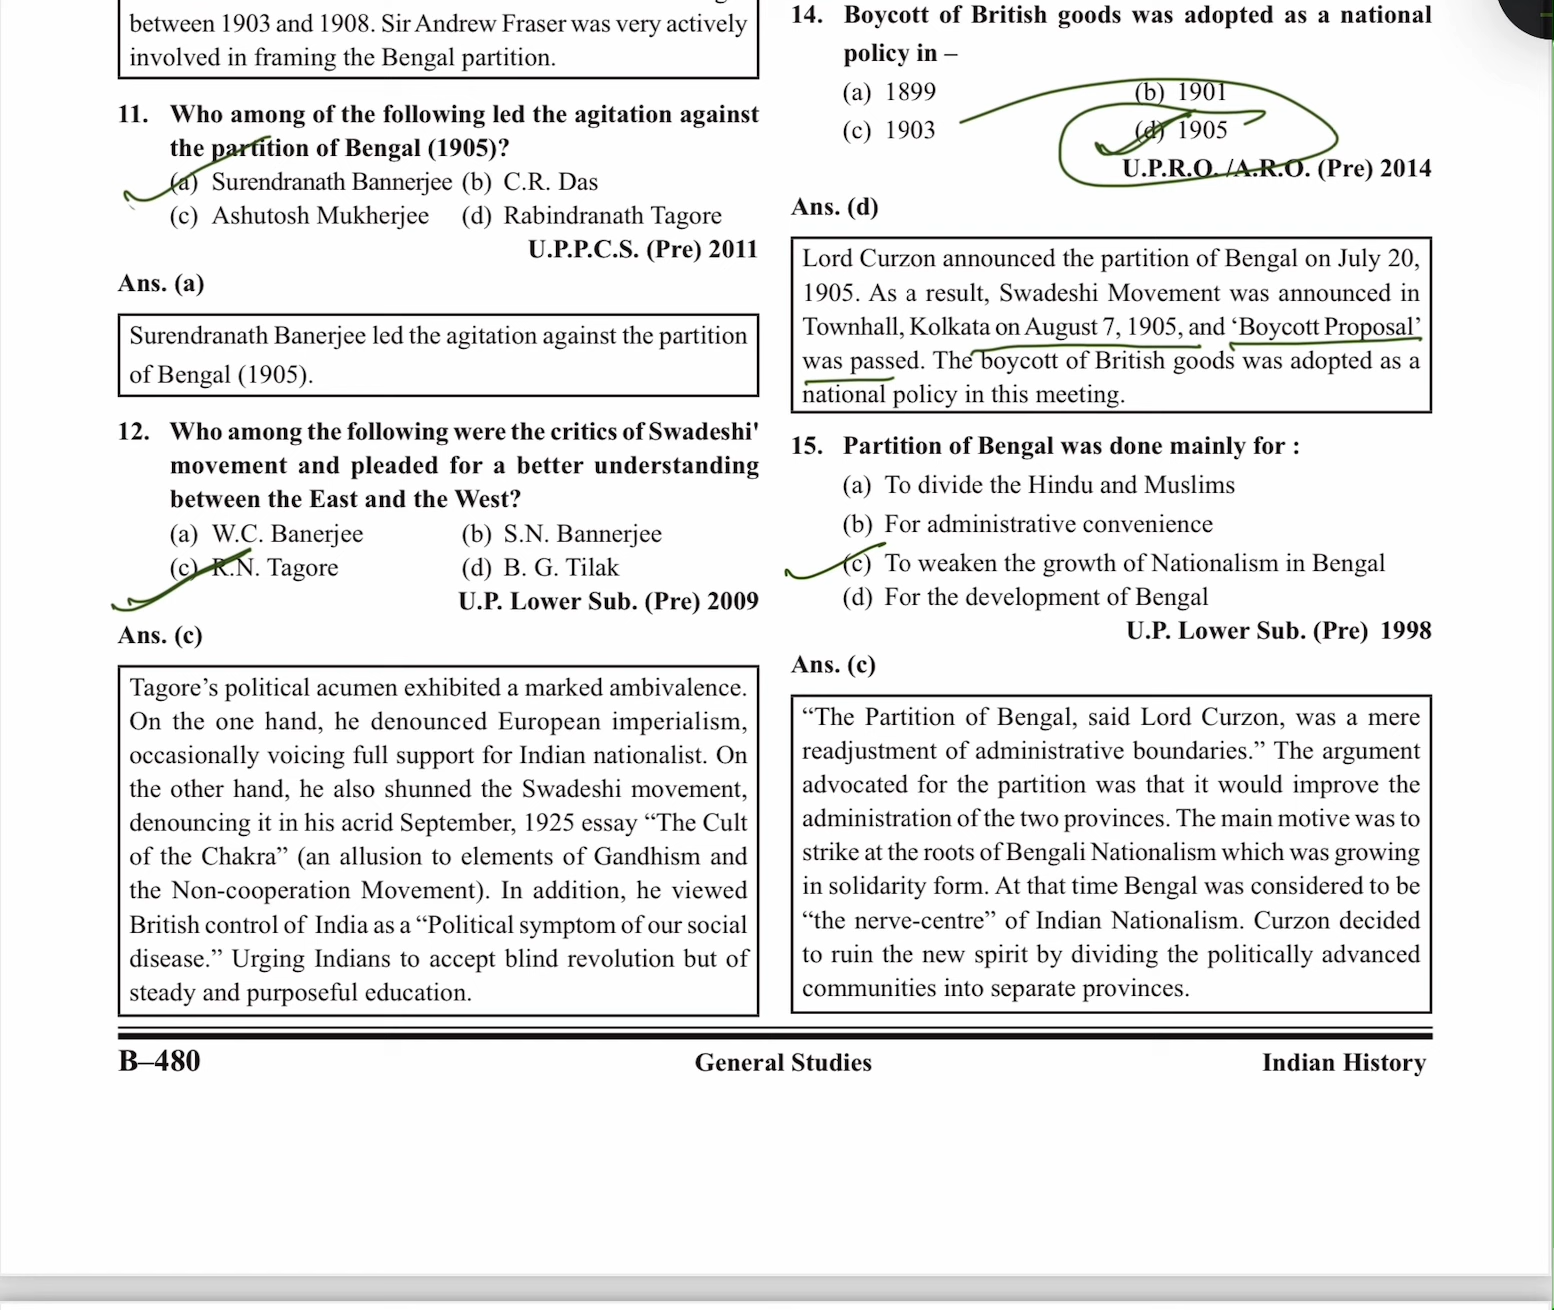 between 1903 and 1908. Sir Andrew Fraser was very actively
involved in framing the Bengal partition.
11. Who among of the following led the agitation against
the partition of Bengal (1905)?
(a) Surendranath Bannerjee (b) C.R. Das
(c) Ashutosh Mukherjee (d) Rabindranath Tagore
U.P.P.C.S. (Pre) 2011
Ans. (a)
Surendranath Banerjee led the agitation against the partition
of Bengal (1905).
12. Who among the following were the critics of Swadeshi'
movement and pleaded for a better understanding
between the East and the West?
(a) W.C. Banerjee (b) S.N. Bannerjee
(c) R.N. Tagore (d) B. G. Tilak
U.P. Lower Sub. (Pre) 2009
Ans. (c)
Tagore’s political acumen exhibited a marked ambivalence.
On the one hand, he denounced European imperialism,
occasionally voicing full support for Indian nationalist. On
the other hand, he also shunned the Swadeshi movement,
denouncing it in his acrid September, 1925 essay “The Cult
of the Chakra” (an allusion to elements of Gandhism and
the Non-cooperation Movement). In addition, he viewed
British control of India as a “Political symptom of our social
disease.” Urging Indians to accept blind revolution but of
steady and purposeful education.
14. Boycott of British goods was adopted as a national
policy in –
(a) 1899 (b) 1901
(c) 1903 (d) 1905
U.P.R.O. /A.R.O. (Pre) 2014
Ans. (d)
Lord Curzon announced the partition of Bengal on July 20,
1905. As a result, Swadeshi Movement was announced in
Townhall, Kolkata on August 7, 1905, and ‘Boycott Proposal’
was passed. The boycott of British goods was adopted as a
national policy in this meeting.
15. Partition of Bengal was done mainly for :
(a) To divide the Hindu and Muslims
(b) For administrative convenience
(c) To weaken the growth of Nationalism in Bengal
(d) For the development of Bengal
U.P. Lower Sub. (Pre) 1998
Ans. (c)
“The Partition of Bengal, said Lord Curzon, was a mere
readjustment of administrative boundaries.” The argument
advocated for the partition was that it would improve the
administration of the two provinces. The main motive was to
strike at the roots of Bengali Nationalism which was growing
in solidarity form. At that time Bengal was considered to be
“the nerve-centre” of Indian Nationalism. Curzon decided
to ruin the new spirit by dividing the politically advanced
communities into separate provinces.
B–480 General Studies Indian History